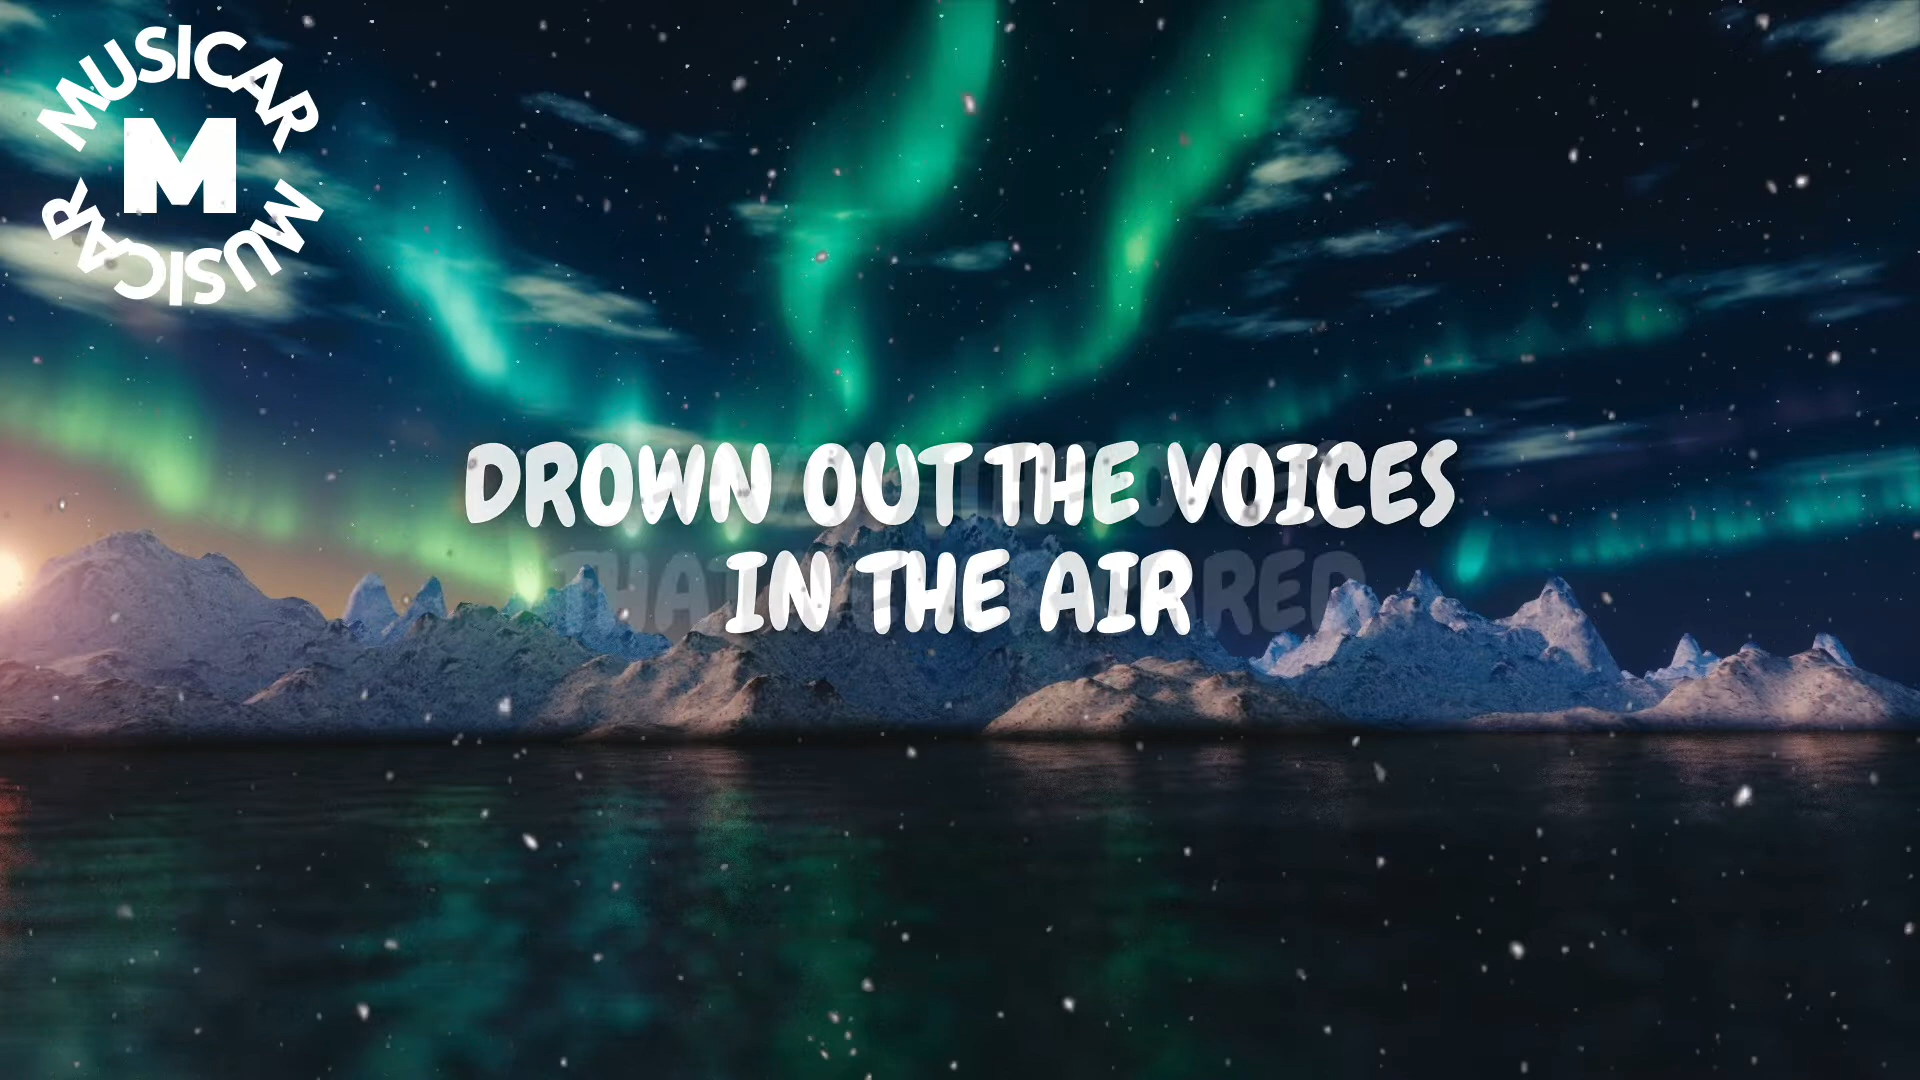 MUSICAR
M
MUSICAR
DROWN OUT THE VOICES
IN THE AIR